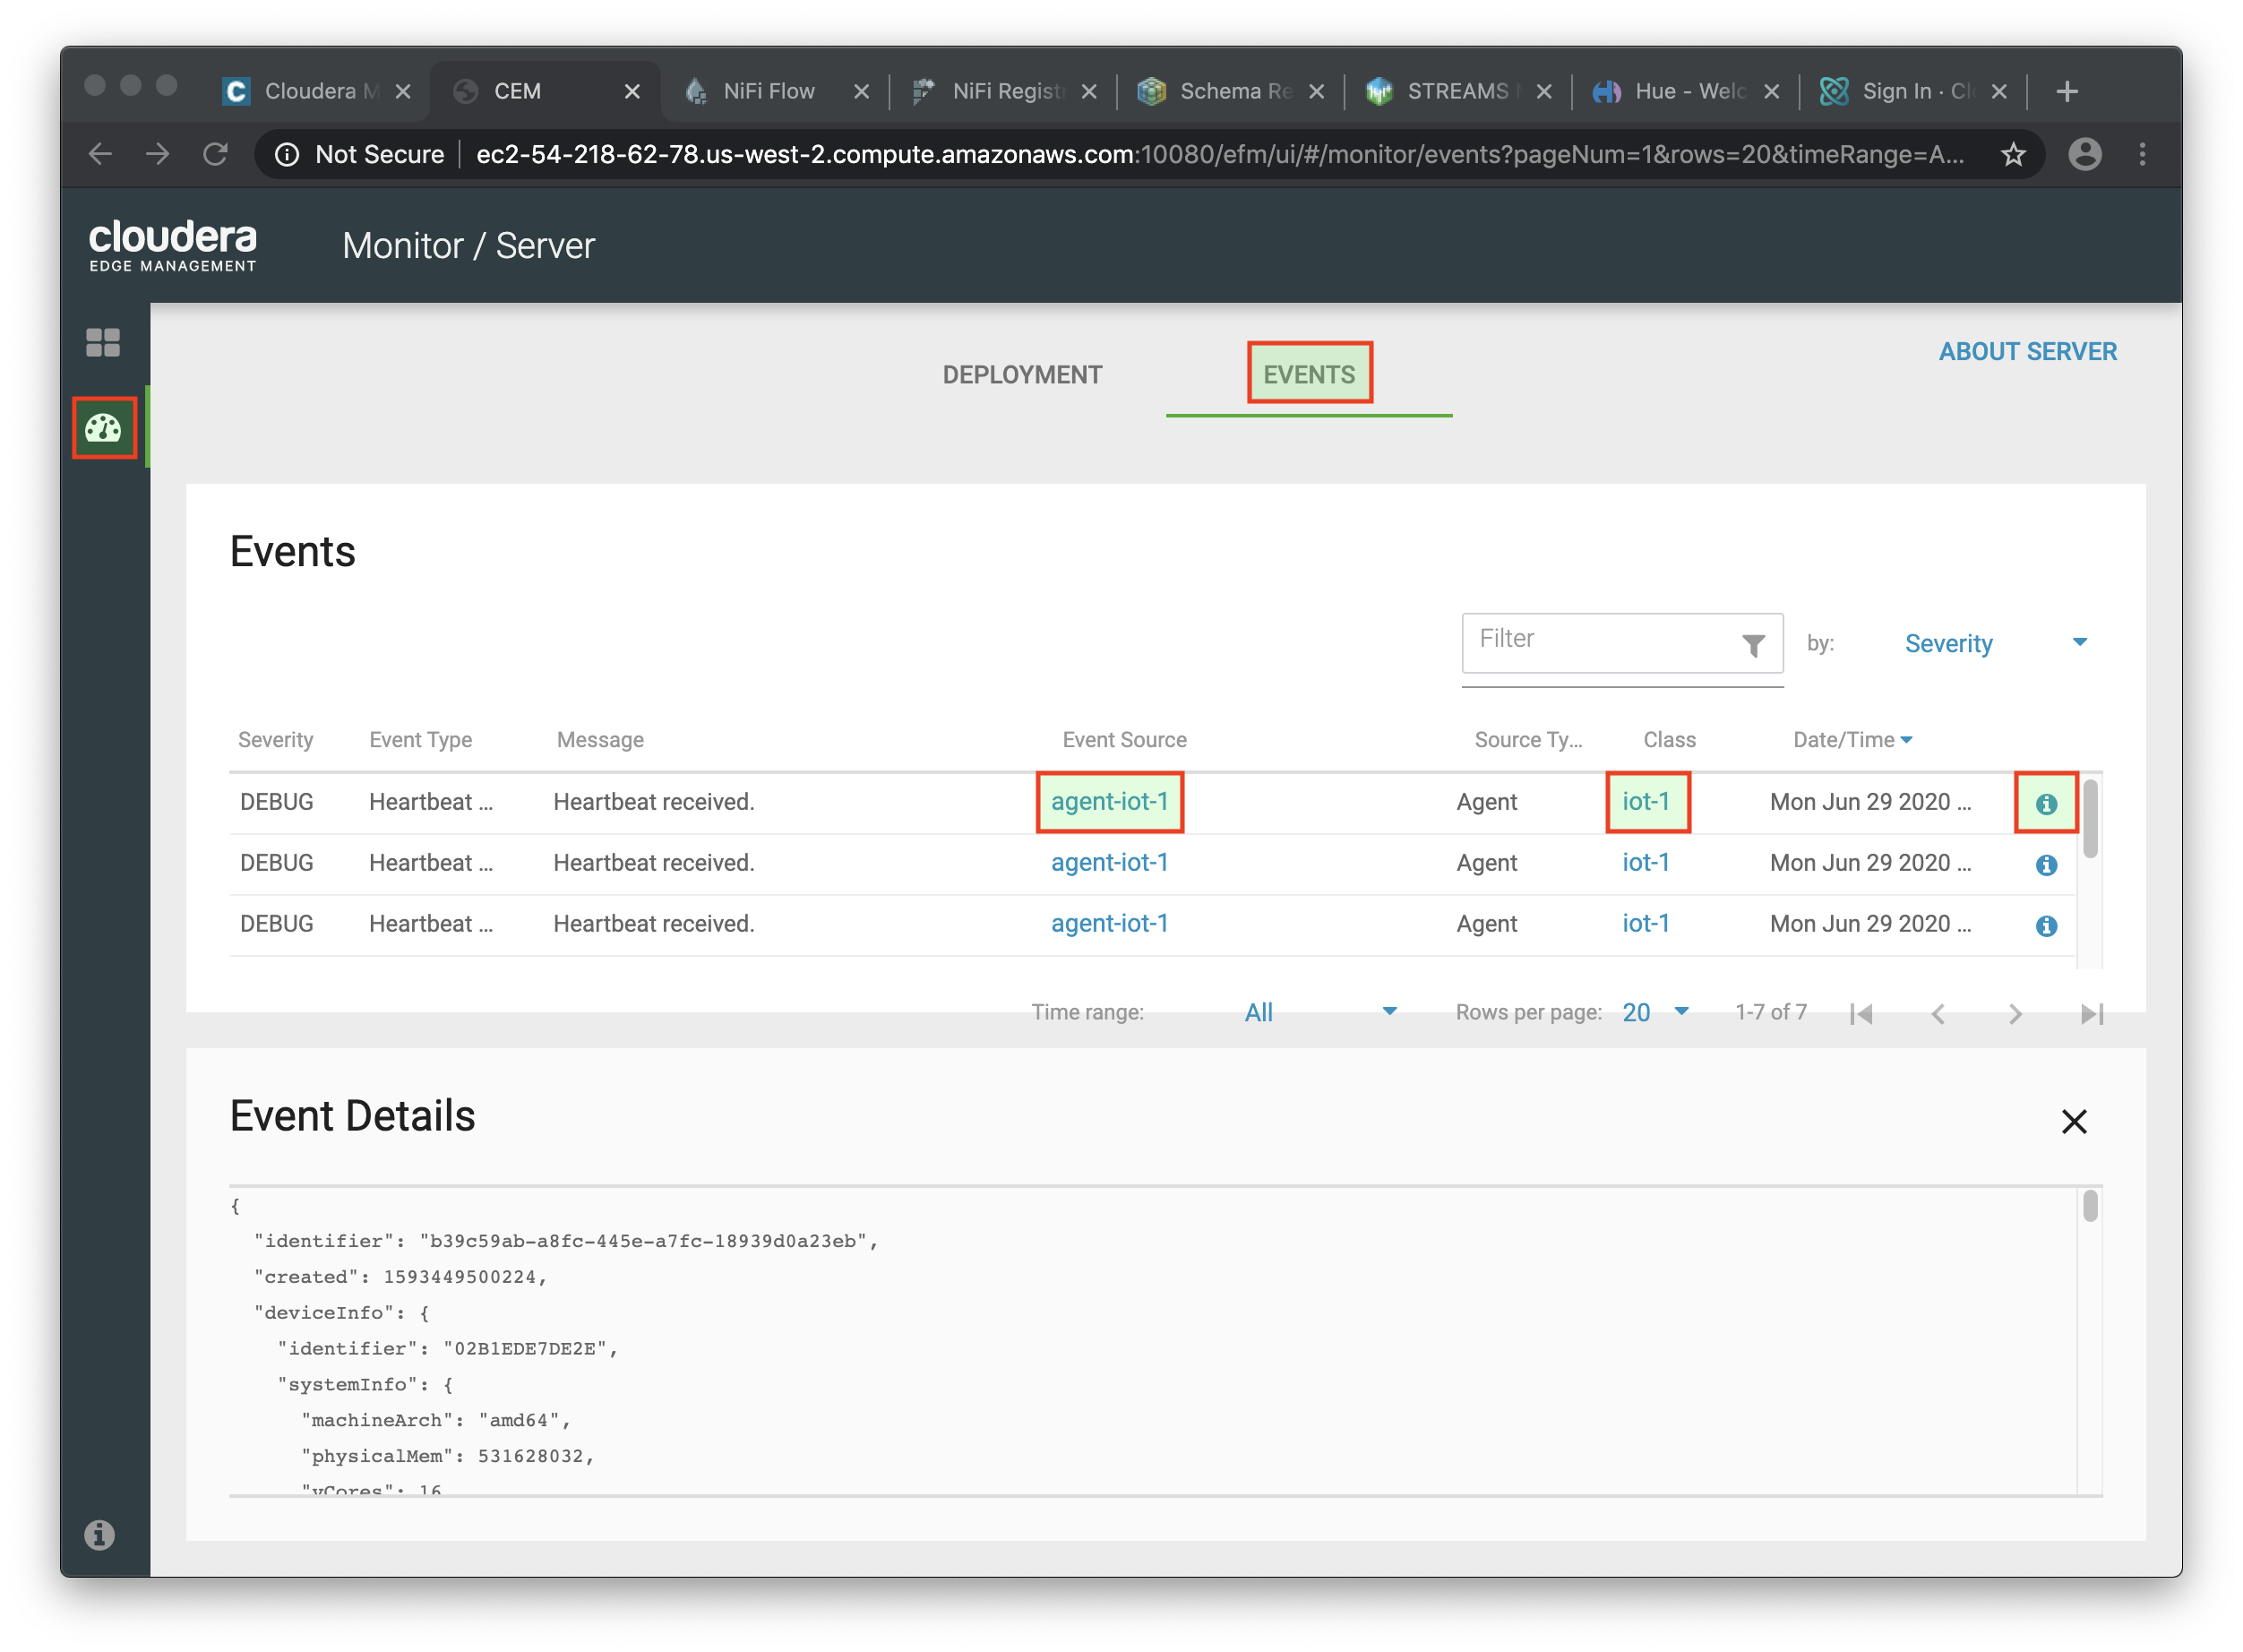 Cloudera M
CEM
NiFi Flow
NiFi Registr
Schema Re
STREAMS
Hue - Welc
Sign In · Clo
Not Secure
ec2-54-218-62-78.us-west-2.compute.amazonaws.com:10080/efm/ui/#/monitor/events?pageNum=1&rows=20&timeRange=A...
cloudera
EDGE MANAGEMENT
Monitor / Server
DEPLOYMENT
EVENTS
ABOUT SERVER
Events
Filter
by:
Severity
Severity Event Type Message Event Source Source Ty... Class Date/Time
DEBUG Heartbeat ... Heartbeat received. agent-iot-1 Agent iot-1 Mon Jun 29 2020 ...
DEBUG Heartbeat ... Heartbeat received. agent-iot-1 Agent iot-1 Mon Jun 29 2020 ...
DEBUG Heartbeat ... Heartbeat received. agent-iot-1 Agent iot-1 Mon Jun 29 2020 ...
Time range: All Rows per page: 20 1-7 of 7
Event Details
{
"identifier": "b39c59ab-a8fc-445e-a7fc-18939d0a23eb",
"created": 1593449500224,
"deviceInfo": {
"identifier": "02B1EDE7DE2E",
"systemInfo": {
"machineArch": "amd64",
"physicalMem": 531628032,
"vCores": 16